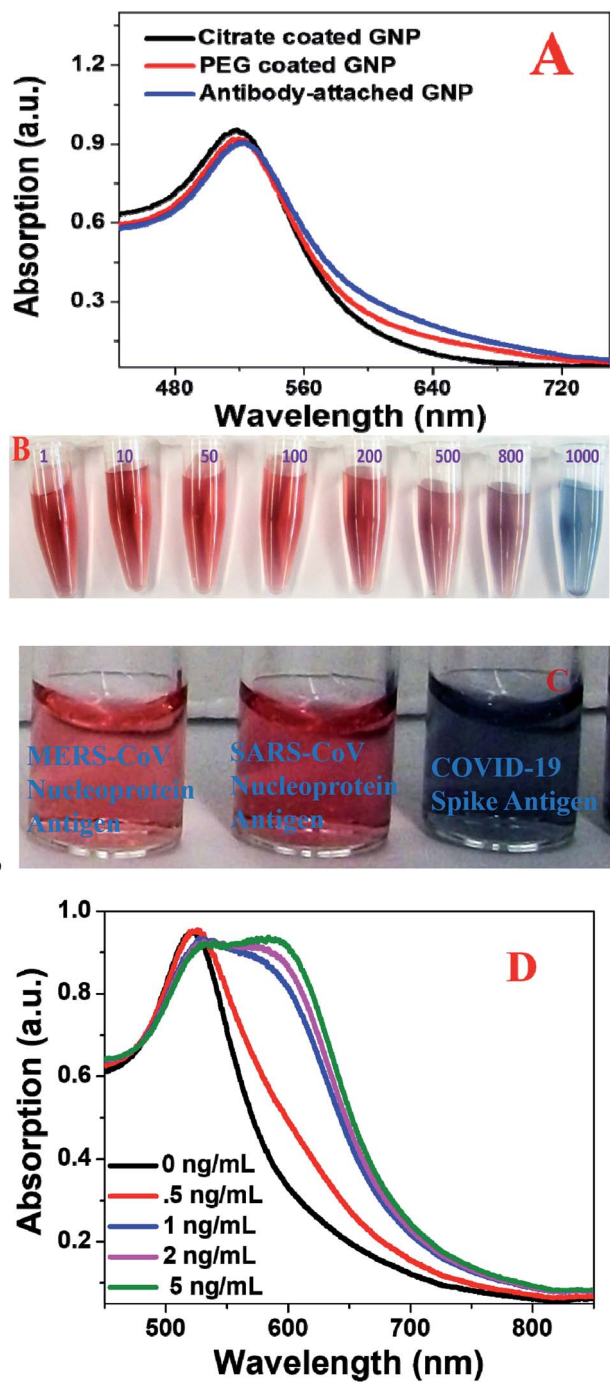 Citrate coated GNP
PEG coated GNP
Antibody-attached GNP
A
1.2
0.9
0.6
0.3
Absorption (a.u.)
480 560 640 720
Wavelength (nm)
B
1 10 50 100 200 500 800 1000
C
MERS-CoV
Nucleoprotein
Antigen
SARS-CoV
Nucleoprotein
Antigen
COVID-19
Spike Antigen
D
1.0
0.8
0.6
0.4
0.2
Absorption (a.u.)
0 ng/mL
.5 ng/mL
1 ng/mL
2 ng/mL
5 ng/mL
500 600 700 800
Wavelength (nm)